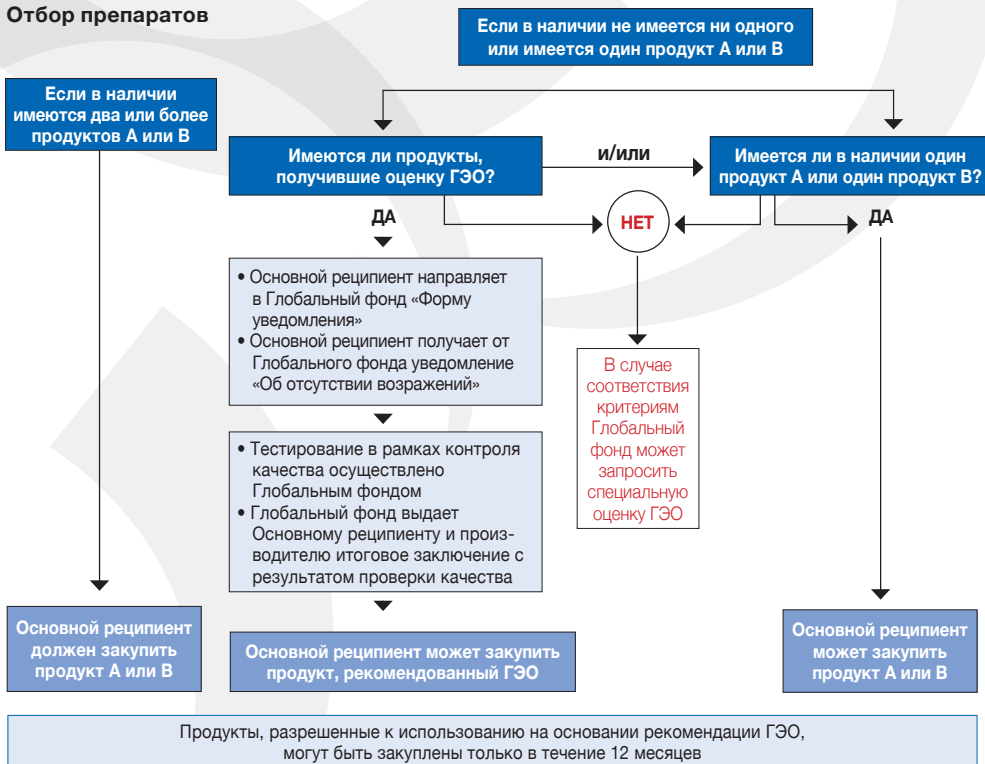 Отбор препаратов
Если в наличии не имеется ни одного
или имеется один продукт А или В
Если в наличии
имеются два или более
продуктов А или В
Имеются ли продукты,
получившие оценку ГЭО?
и/или
Имеется ли в наличии один
продукт А или один продукт В?
ДА
НЕТ
ДА
• Основной реципиент направляет
в Глобальный фонд «Форму
уведомления»
• Основной реципиент получает от
Глобального фонда уведомление
«Об отсутствии возражений»
В случае
соответствия
критериям
Глобальный
фонд может
запросить
специальную
оценку ГЭО
• Тестирование в рамках контроля
качества осуществлено
Глобальным фондом
• Глобальный фонд выдает
Основному реципиенту и произ-
водителю итоговое заключение с
результатом проверки качества
Основной реципиент
должен закупить
продукт А или В
Основной реципиент может закупить
продукт, рекомендованный ГЭО
Основной реципиент
может закупить
продукт А или В
Продукты, разрешенные к использованию на основании рекомендации ГЭО,
могут быть закуплены только в течение 12 месяцев